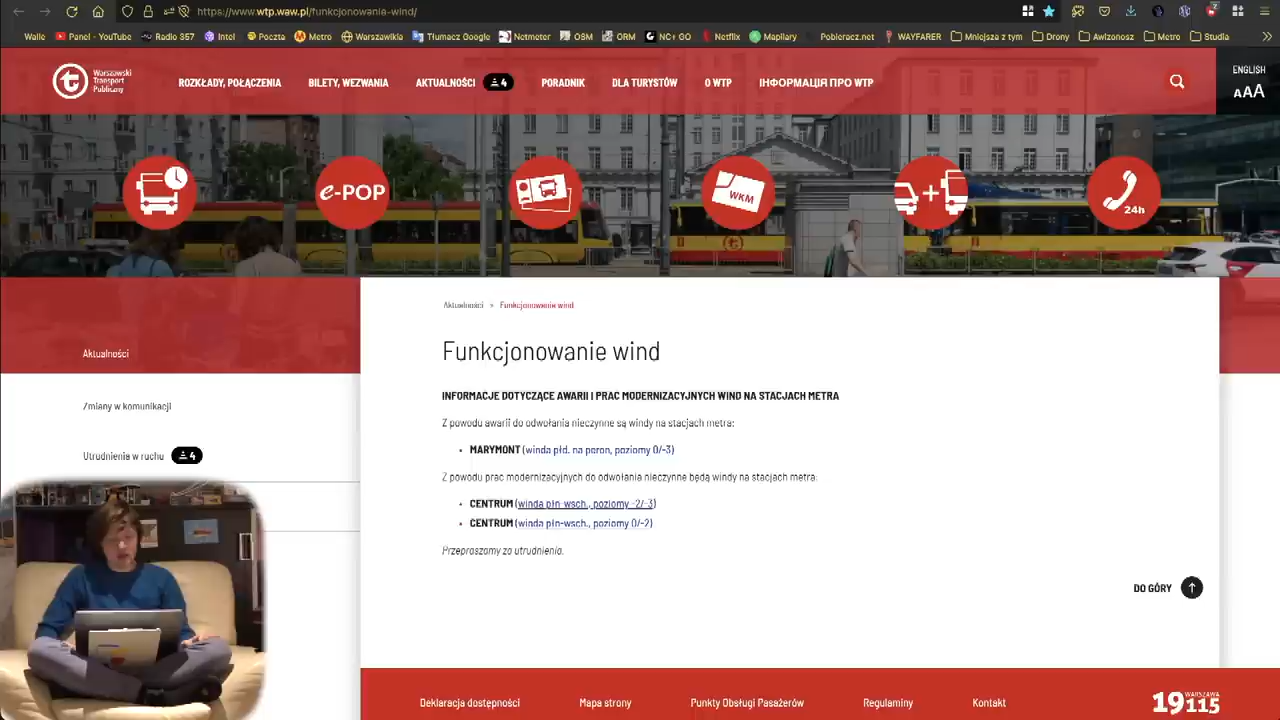 https://www.wtp.waw.pl/funkcjonowanie-wind/
Walle Panel - YouTube Radio 357 Intel Poczta Metro Warszawikia Tłumacz Google Netmeter OSM ORM NC+ GO Netflix Mapillary Pobieracz.net WAYFARER Mniejsza z tym Drony Awizonosz Metro Studia
Warszawski
Transport
Publiczny
ROZKŁADY, POŁĄCZENIA BILETY, WEZWANIA AKTUALNOŚCI 4 PORADNIK DLA TURYSTÓW O WTP ІНФОРМАЦІЯ ПРО WTP
ENGLISH
AAA
e-POP
WKM
24h
Aktualności > Funkcjonowanie wind
Funkcjonowanie wind
Aktualności
Zmiany w komunikacji
Utrudnienia w ruchu 4
INFORMACJE DOTYCZĄCE AWARII I PRAC MODERNIZACYJNYCH WIND NA STACJACH METRA
Z powodu awarii do odwołania nieczynne są windy na stacjach metra:
• MARYMONT (winda płd. na peron, poziomy 0/-3)
Z powodu prac modernizacyjnych do odwołania nieczynne będą windy na stacjach metra:
• CENTRUM (winda płn-wsch., poziomy -2/-3)
• CENTRUM (winda płn-wsch., poziomy 0/-2)
Przepraszamy za utrudnienia.
DO GÓRY
Deklaracja dostępności Mapa strony Punkty Obsługi Pasażerów Regulaminy Kontakt
WARSZAWA
19115